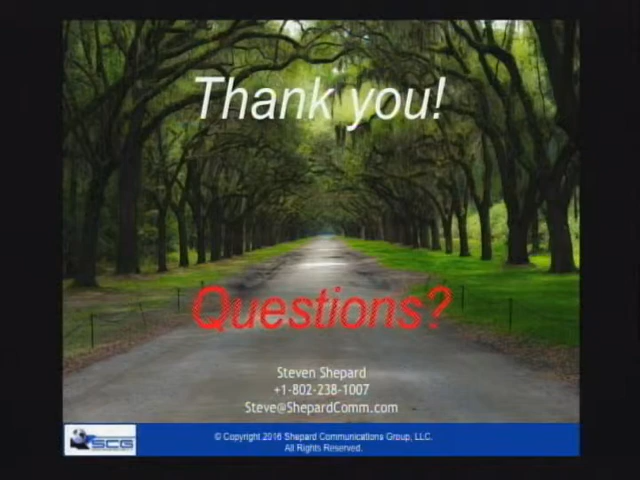 Thank you!
Questions?
Steven Shepard
+1-802-238-1007
Steve@ShepardComm.com
SCG
© Copyright 2016 Shepard Communications Group, LLC.
All Rights Reserved.